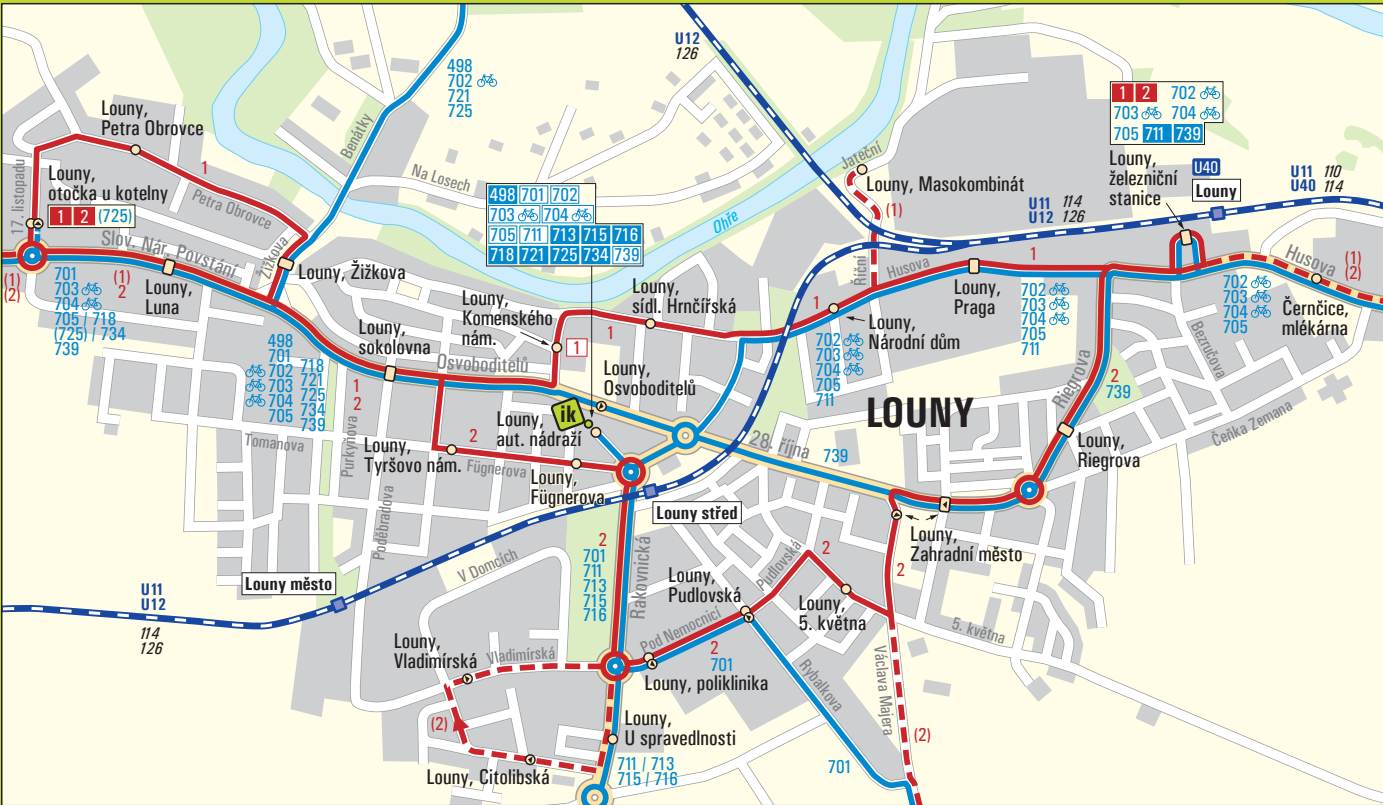 U12
126
498
702
721
725
1 2 702
703 704
705 711 739
Louny,
Petra Obrovce
Benátky
Na Losech
Jateční
Louny, Masokombinát
Louny,
železniční
stanice
U40
Louny
U11 110
U40 114
17. listopadu
Louny,
otočka u kotelny
1 2 (725)
1
Petra Obrovce
498 701 702
703 704
705 711 713 715 716
718 721 725 734 739
Ohře
(1)
U11 114
U12 126
Slov. Nár. Povstání
Žižkova
Louny, Žižkova
Říční
Husova
1
Husova
(1)
(2)
(1)
(2)
701
703
704
705 / 718
(725) / 734
739
(1)
2
Louny,
Luna
Louny,
Komenského
nám.
Louny,
sídl. Hrnčířská
1
1
Louny,
Národní dům
Louny,
Praga
702
703
704
705
711
702
703
704
705
Černčice,
mlékárna
Louny,
sokolovna
1
702
703
704
705
711
Bezručova
498
701
702
703
704
705
718
721
725
734
739
1
2
Osvoboditelů
Louny,
Osvoboditelů
LOUNY
Riegrova
2
739
Tomanova
Purkyňova
Louny,
Tyršovo nám.
2
Fügnerova
ik
Louny,
aut. nádraží
Louny,
Fügnerova
28. října
739
Louny,
Riegrova
Čeňka Zemana
Poděbradova
Louny střed
Louny,
Zahradní město
Louny město
V Domcích
2
701
711
713
715
716
Rakovnická
Louny,
Pudlovská
Pudlovská
2
Louny,
5. května
2
5. května
U11
U12
114
126
Louny,
Vladimírská
Vladimírská
Pod Nemocnicí
2
701
Louny, poliklinika
Rybalkova
Václava Majera
(2)
Louny,
U spravedlnosti
(2)
Louny, Citolibská
711 / 713
715 / 716
701